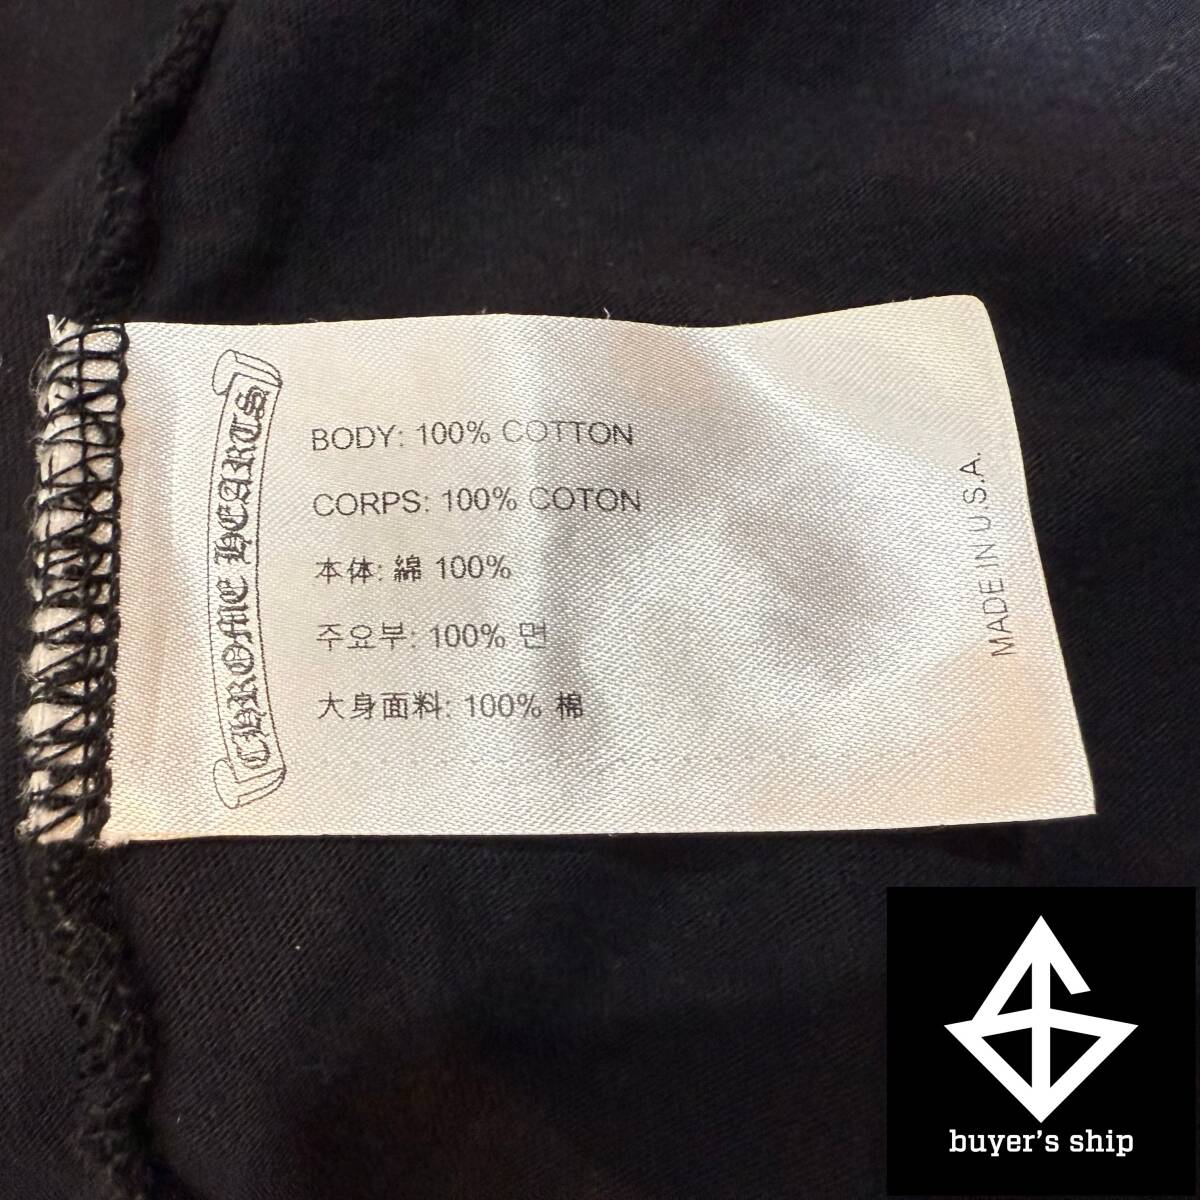 CHROME HEARTS
BODY: 100% COTTON
CORPS: 100% COTON
本体: 綿 100%
주요부: 100% 면
大身面料: 100% 棉
MADE IN U.S.A.
buyer's ship